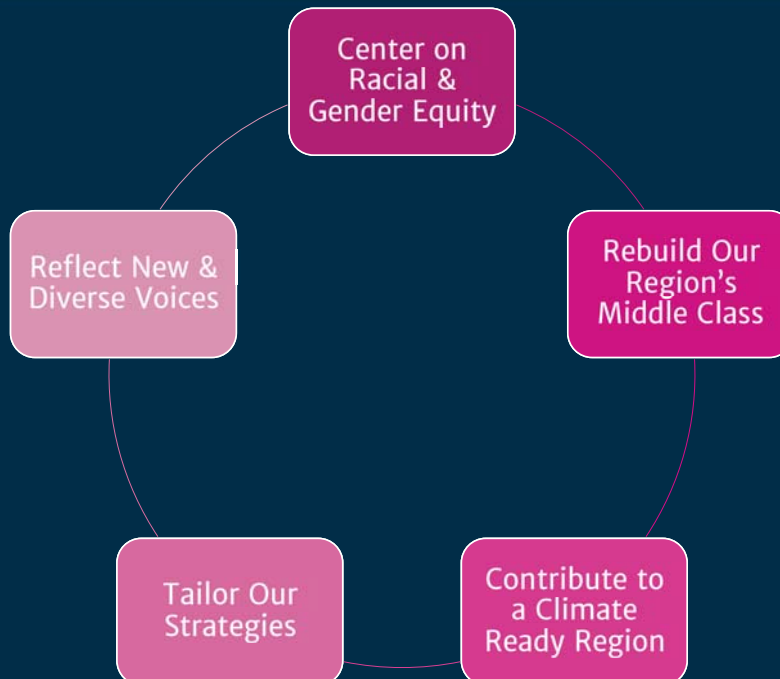 Center on
Racial &
Gender Equity
Rebuild Our
Region's
Middle Class
Contribute to
a Climate
Ready Region
Tailor Our
Strategies
Reflect New &
Diverse Voices